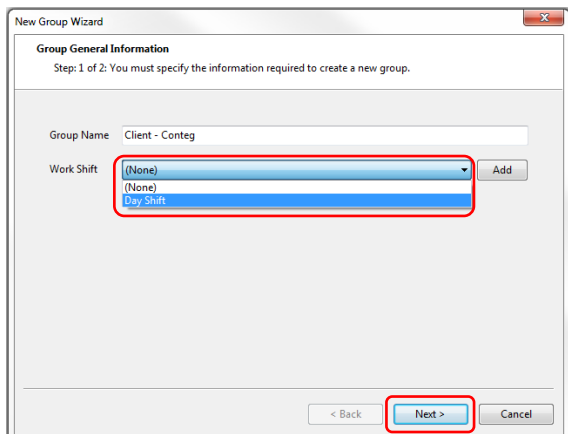 New Group Wizard
Group General Information
Step: 1 of 2: You must specify the information required to create a new group.
Group Name Client - Conteg
Work Shift (None) Add
(None)
Day Shift
< Back Next > Cancel